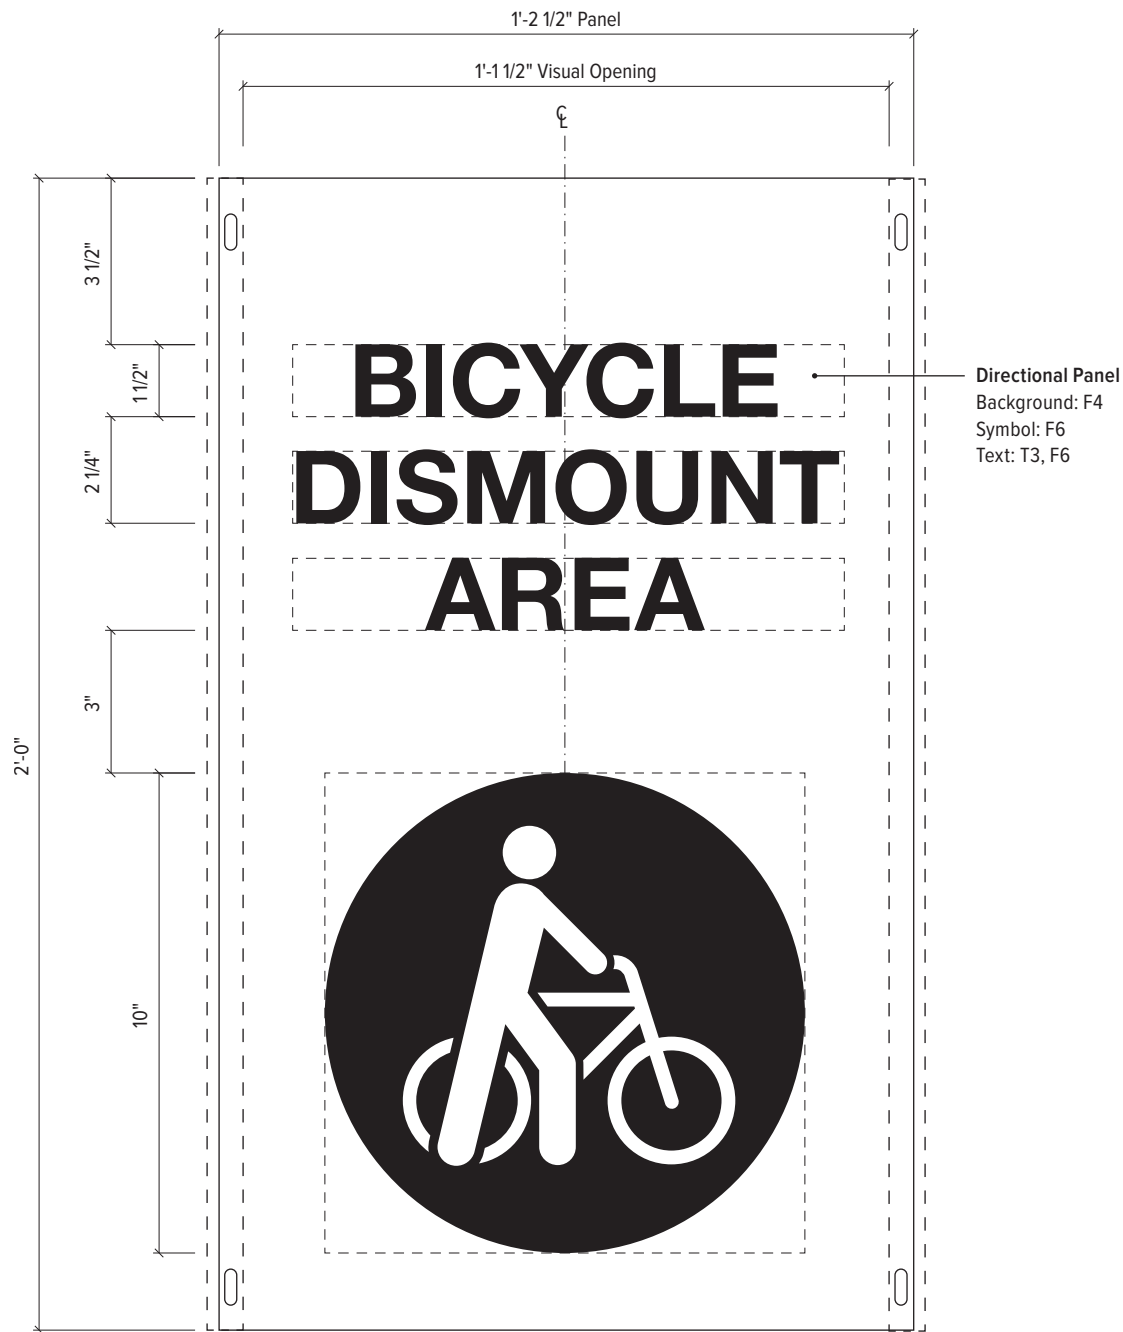 1'-2 1/2" Panel
1'-1 1/2" Visual Opening
℄
3 1/2"
1 1/2"
BICYCLE
Directional Panel
Background: F4
Symbol: F6
Text: T3, F6
2 1/4"
DISMOUNT
AREA
3"
2'-0"
10"